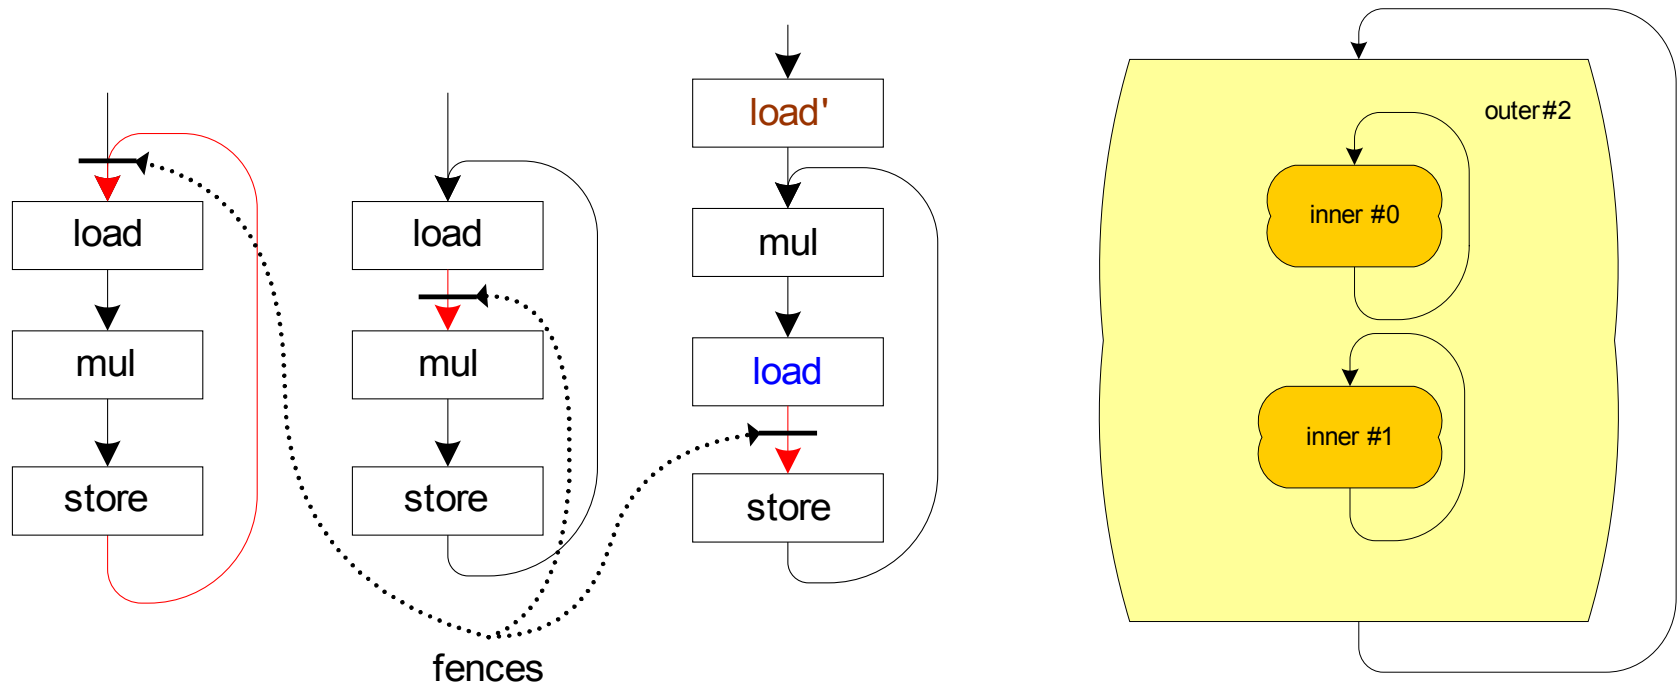 load
mul
store
load
mul
store
load'
mul
load
store
fences
outer#2
inner #0
inner #1